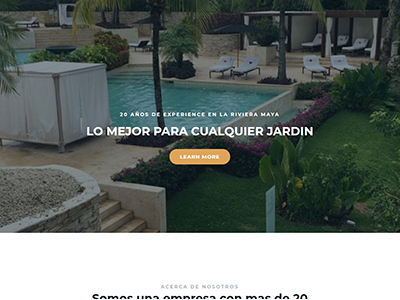 20 AÑOS DE EXPERIENCE EN LA RIVIERA MAYA
LO MEJOR PARA CUALQUIER JARDIN
LEARN MORE
ACERCA DE NOSOTROS
Somos una empresa con mas de 20